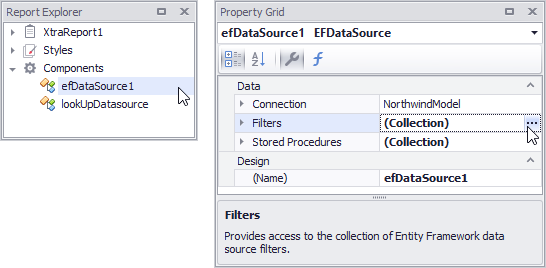 Report Explorer
XtraReport1
Styles
Components
efDataSource1
lookUpDatasource
Property Grid
efDataSource1 EFDataSource
Data
Connection NorthwindModel
Filters (Collection) ...
Stored Procedures (Collection)
Design
(Name) efDataSource1
Filters
Provides access to the collection of Entity Framework data
source filters.